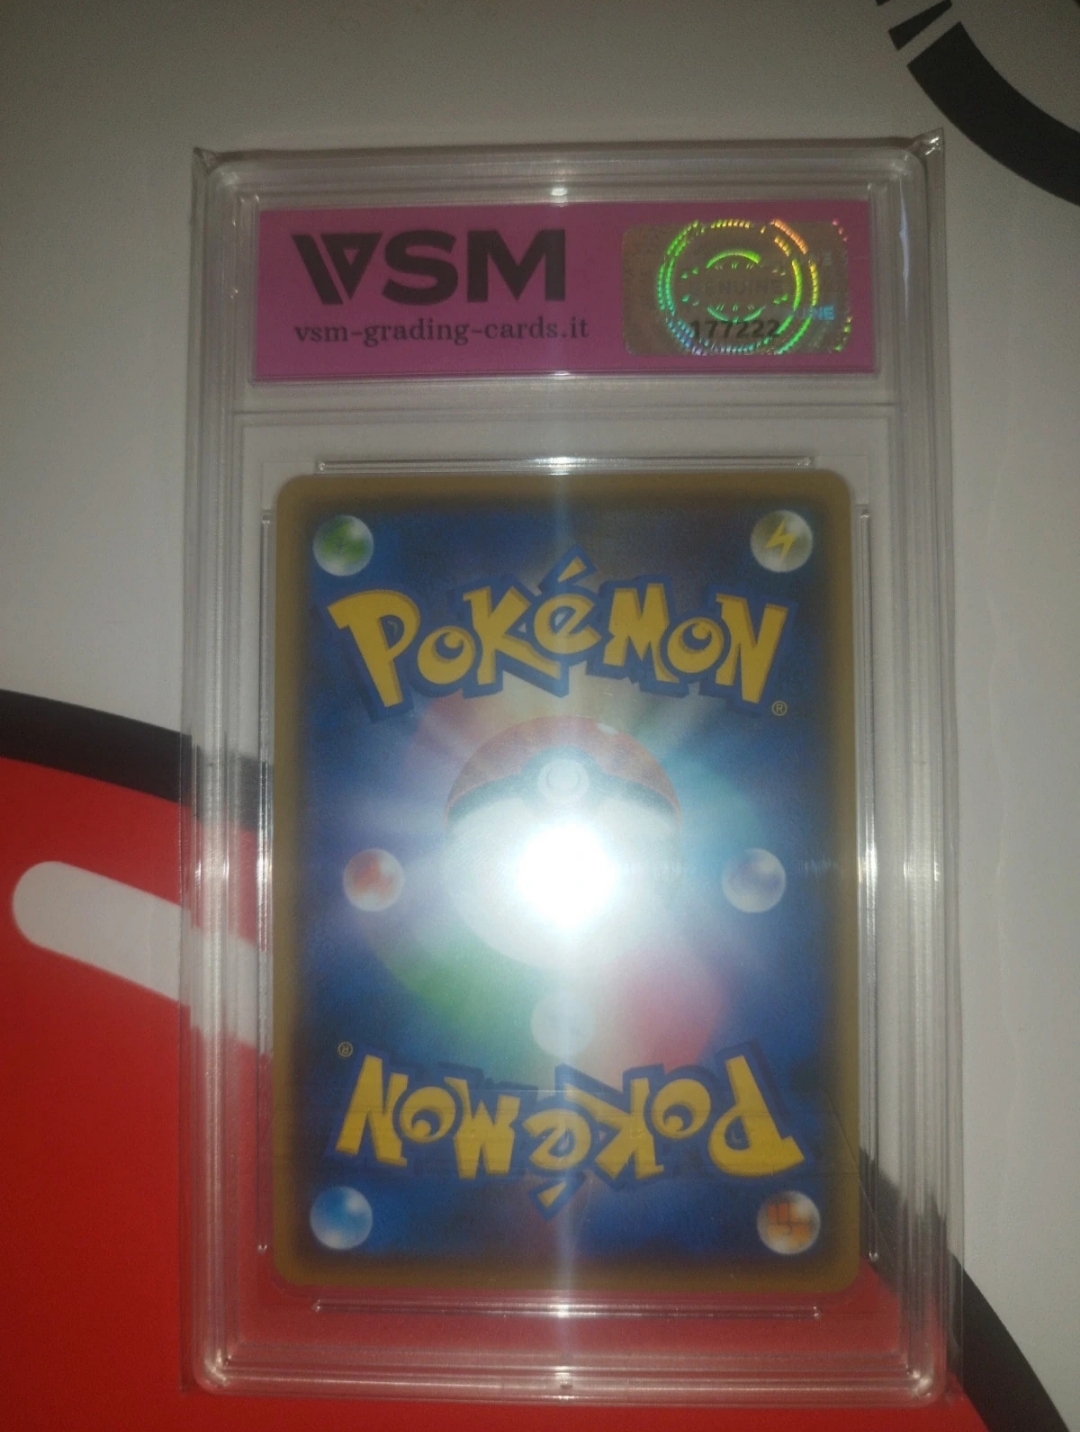 VSM
vsm-grading-cards.it
GENUINE
177222
POKéMON
®
®
POKéMON